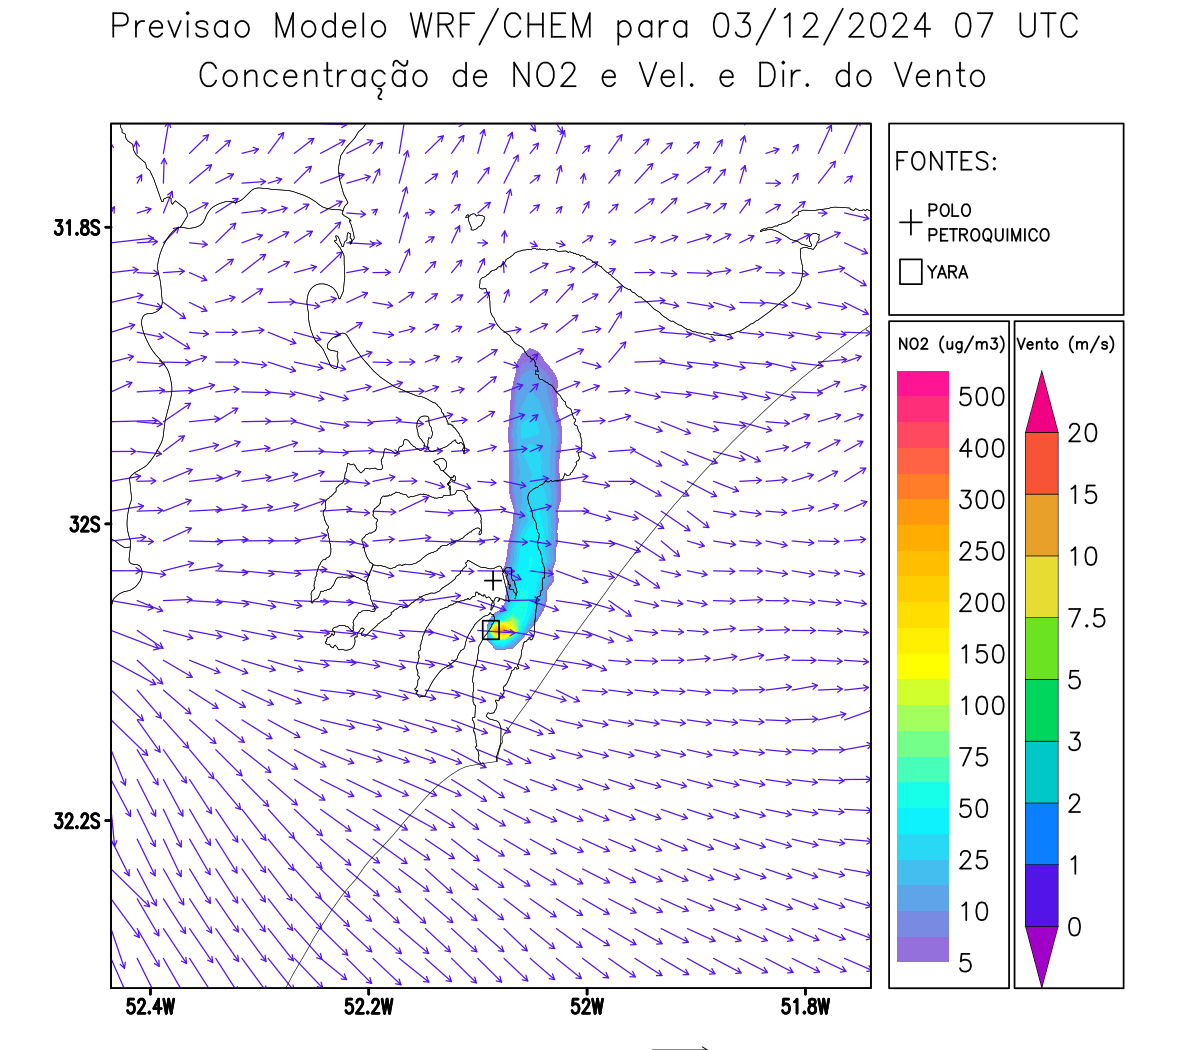 Previsao Modelo WRF/CHEM para 03/12/2024 07 UTC
Concentração de NO2 e Vel. e Dir. do Vento
FONTES:
POLO
PETROQUIMICO
YARA
NO2 (ug/m3)
500
400
300
250
200
150
100
75
50
25
10
5
Vento (m/s)
20
15
10
7.5
5
3
2
1
0
31.8S
32S
32.2S
52.4W
52.2W
52W
51.8W